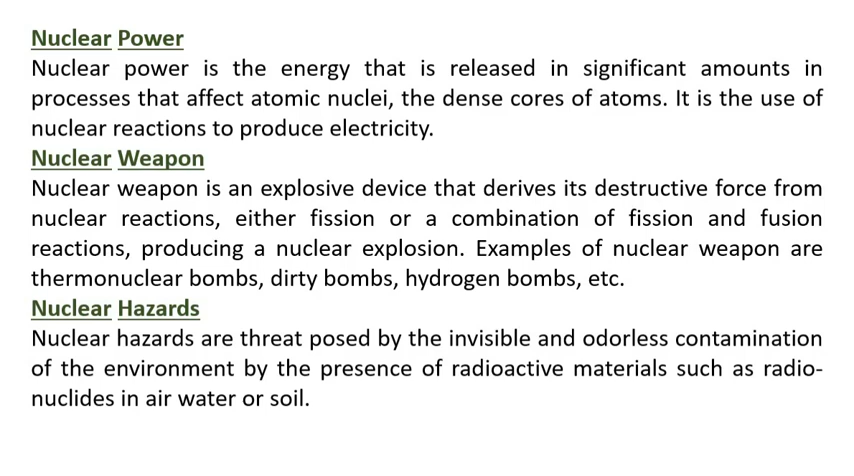 Nuclear Power
Nuclear power is the energy that is released in significant amounts in
processes that affect atomic nuclei, the dense cores of atoms. It is the use of
nuclear reactions to produce electricity.
Nuclear Weapon
Nuclear weapon is an explosive device that derives its destructive force from
nuclear reactions, either fission or a combination of fission and fusion
reactions, producing a nuclear explosion. Examples of nuclear weapon are
thermonuclear bombs, dirty bombs, hydrogen bombs, etc.
Nuclear Hazards
Nuclear hazards are threat posed by the invisible and odorless contamination
of the environment by the presence of radioactive materials such as radio-
nuclides in air water or soil.